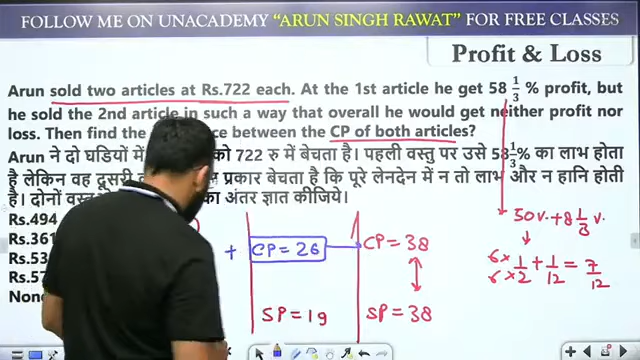 FOLLOW ME ON UNACADEMY “ARUN SINGH RAWAT” FOR FREE CLASSES
Profit & Loss
Arun sold two articles at Rs.722 each. At the 1st article he get 58 1/3 % profit, but
he sold the 2nd article in such a way that overall he would get neither profit nor
loss. Then find the between the CP of both articles?
Arun ने दो घडियों में को 722 रु में बेचता है। पहली वस्तु पर उसे 58 1/3% का लाभ होता
है लेकिन वह दूसरी प्रकार बेचता है कि पूरे लेनदेन में न तो लाभ और न हानि होती
है। दोनों का अंतर ज्ञात कीजिये।
Rs.494
Rs.361
Rs.53
Rs.57
None
+ CP = 26 CP = 38
SP = 19 SP = 38
50% + 8 1/3 %
6× 1/2 + 1/12 = 7/12
6×